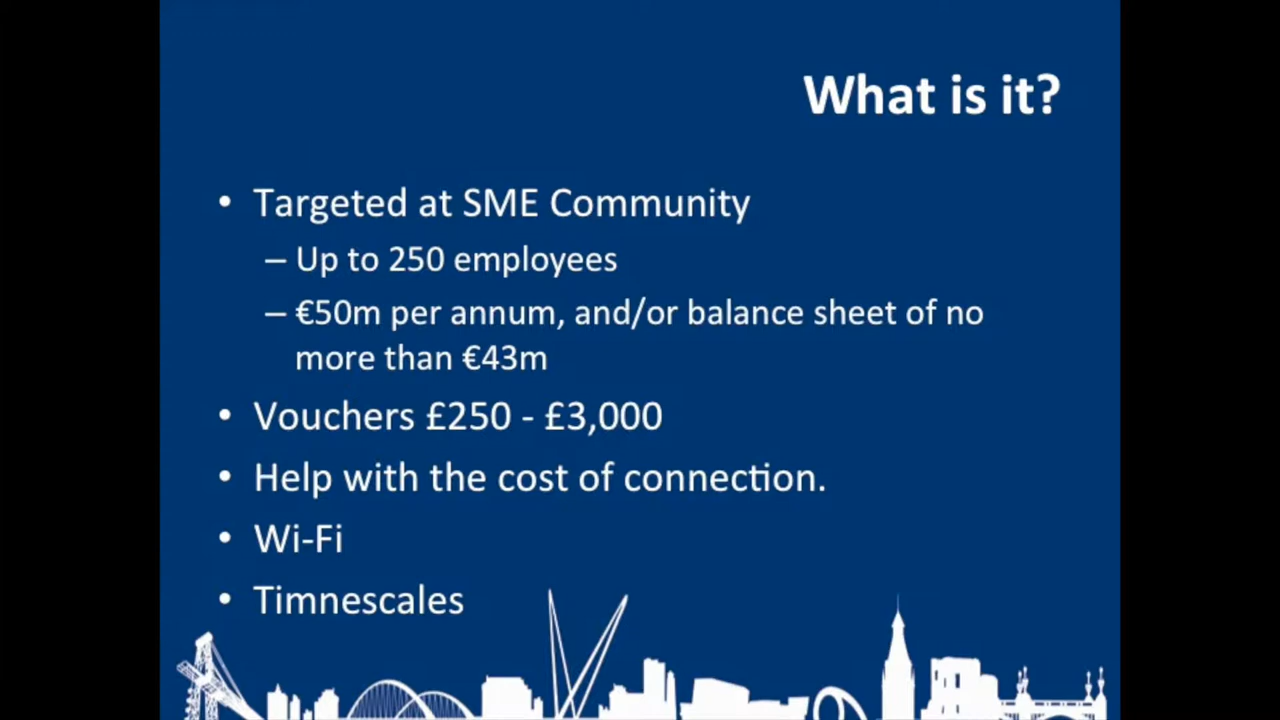 What is it?
• Targeted at SME Community
– Up to 250 employees
– €50m per annum, and/or balance sheet of no
more than €43m
• Vouchers £250 - £3,000
• Help with the cost of connection.
• Wi-Fi
• Timnescales